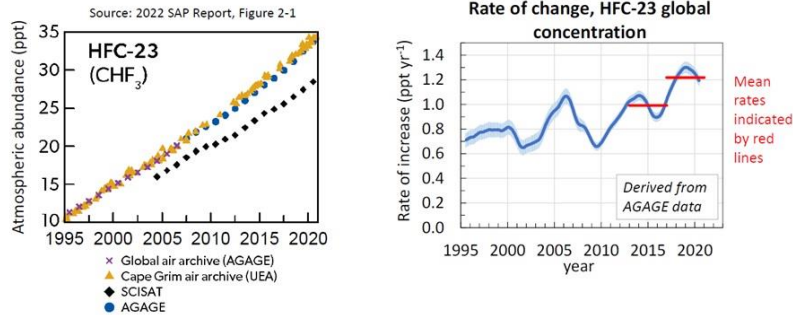 Source: 2022 SAP Report, Figure 2-1
HFC-23
(CHF3)
Atmospheric abundance (ppt)
35
30
25
20
15
10
1995 2000 2005 2010 2015 2020
Global air archive (AGAGE)
Cape Grim air archive (UEA)
SCISAT
AGAGE
Rate of change, HFC-23 global
concentration
Rate of increase (ppt yr-1)
1.4
1.2
1.0
0.8
0.6
0.4
0.2
0.0
1995 2000 2005 2010 2015 2020
year
Derived from
AGAGE data
Mean
rates
indicated
by red
lines